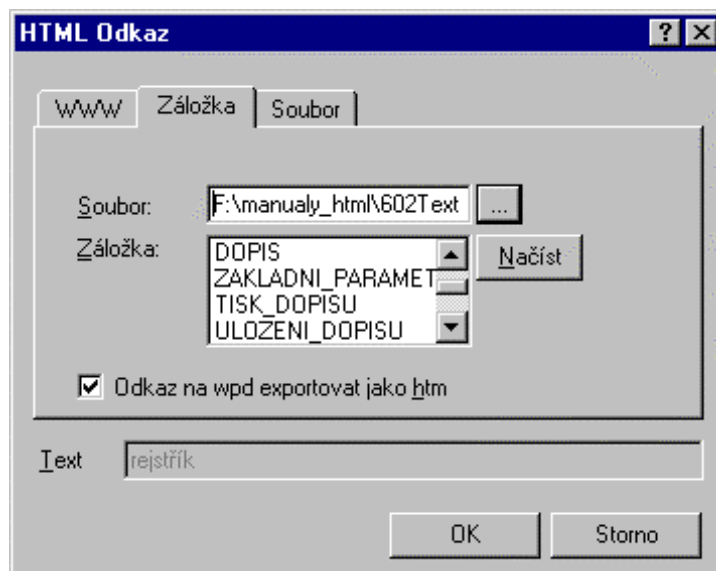 HTML Odkaz
WWW Záložka Soubor
Soubor: F:\manualy_html\602Text ...
Záložka: DOPIS Načíst
ZAKLADNI_PARAMET
TISK_DOPISU
ULOZENI_DOPISU
Odkaz na wpd exportovat jako htm
Text rejstřík
OK Storno